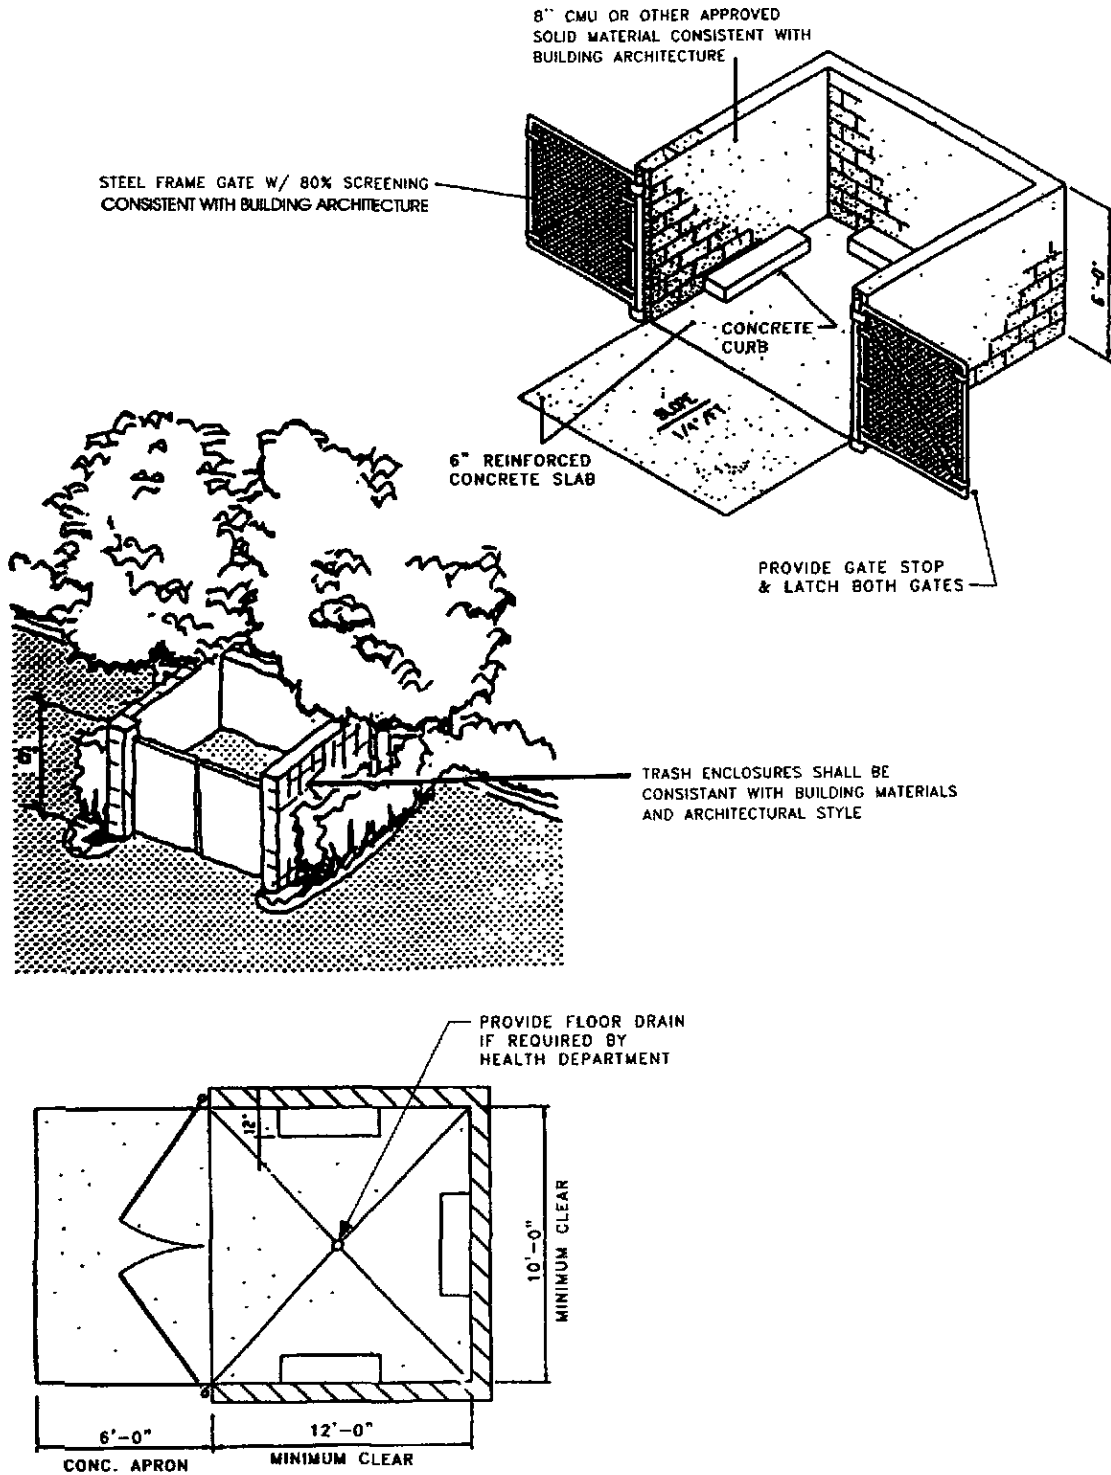 8" CMU OR OTHER APPROVED
SOLID MATERIAL CONSISTENT WITH
BUILDING ARCHITECTURE
STEEL FRAME GATE W/ 80% SCREENING
CONSISTENT WITH BUILDING ARCHITECTURE
6'-0"
CONCRETE
CURB
SLOPE
1/4" /FT.
6" REINFORCED
CONCRETE SLAB
PROVIDE GATE STOP
& LATCH BOTH GATES
6'
TRASH ENCLOSURES SHALL BE
CONSISTANT WITH BUILDING MATERIALS
AND ARCHITECTURAL STYLE
PROVIDE FLOOR DRAIN
IF REQUIRED BY
HEALTH DEPARTMENT
12"
10'-0"
MINIMUM CLEAR
6'-0"
CONC. APRON
12'-0"
MINIMUM CLEAR